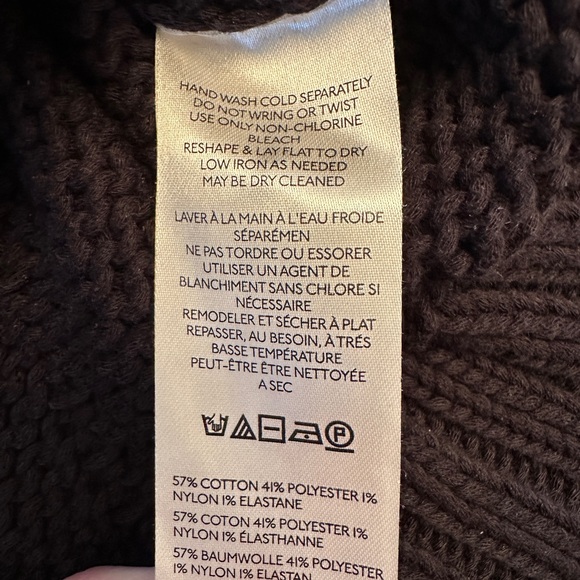 HAND WASH COLD SEPARATELY
DO NOT WRING OR TWIST
USE ONLY NON-CHLORINE
BLEACH
RESHAPE & LAY FLAT TO DRY
LOW IRON AS NEEDED
MAY BE DRY CLEANED
LAVER À LA MAIN À L'EAU FROIDE
SÉPARÉMEN
NE PAS TORDRE OU ESSORER
UTILISER UN AGENT DE
BLANCHIMENT SANS CHLORE SI
NÉCESSAIRE
REMODELER ET SÉCHER À PLAT
REPASSER, AU BESOIN, À TRÉS
BASSE TEMPÉRATURE
PEUT-ÊTRE ÊTRE NETTOYÉE
A SEC
P
57% COTTON 41% POLYESTER 1%
NYLON 1% ELASTANE
57% COTON 41% POLYESTER 1%
NYLON 1% ÉLASTHANNE
57% BAUMWOLLE 41% POLYESTER
1% NYLON 1% ELASTAN